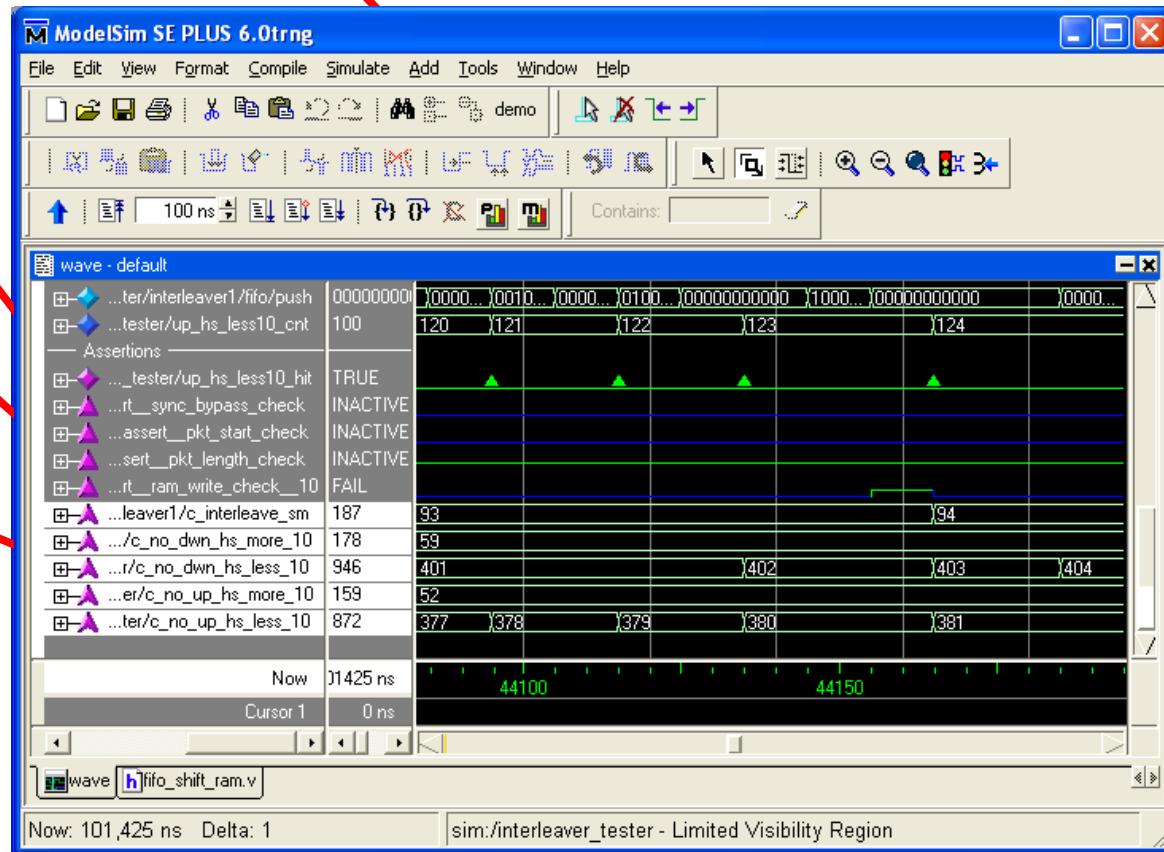 ModelSim SE PLUS 6.0trng
File Edit View Format Compile Simulate Add Tools Window Help
demo
100 ns Contains:
wave - default
...ter/interleaver1/fifo/push 00000000 0000... 0010... 0000... 0100... 00000000000 1000... 00000000000 0000...
...tester/up_hs_less10_cnt 100 120 121 122 123 124
Assertions
..._tester/up_hs_less10_hit TRUE
...rt__sync_bypass_check INACTIVE
...assert__pkt_start_check INACTIVE
...sert__pkt_length_check INACTIVE
...rt__ram_write_check__10 FAIL
...leaver1/c_interleave_sm 187 93 94
.../c_no_dwn_hs_more_10 178 59
...r/c_no_dwn_hs_less_10 946 401 402 403 404
...er/c_no_up_hs_more_10 159 52
...ter/c_no_up_hs_less_10 872 377 378 379 380 381
Now 01425 ns 44100 44150
Cursor 1 0 ns
wave fifo_shift_ram.v
Now: 101,425 ns Delta: 1 sim:/interleaver_tester - Limited Visibility Region